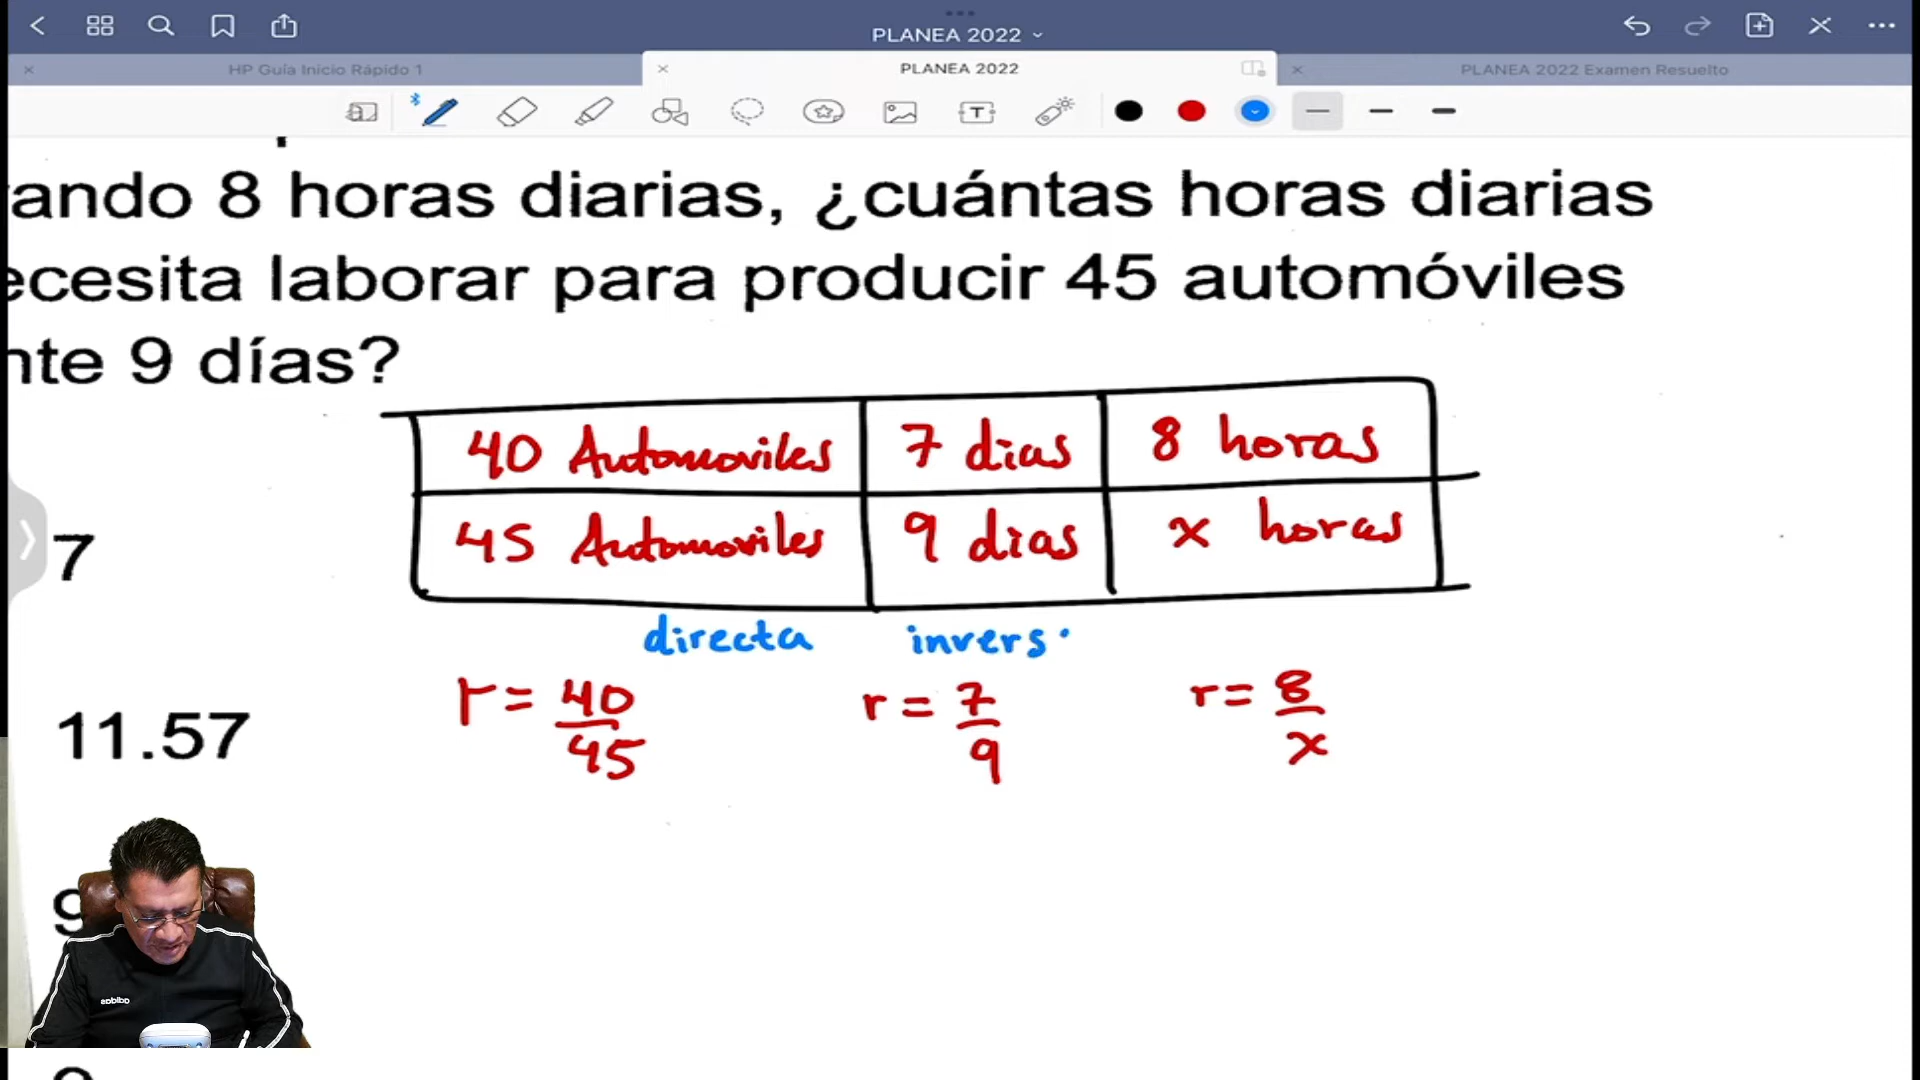 PLANEA 2022
HP Guía Inicio Rápido 1
PLANEA 2022
PLANEA 2022 Examen Resuelto
ando 8 horas diarias, ¿cuántas horas diarias
ecesita laborar para producir 45 automóviles
nte 9 días?
40 Automoviles 7 dias 8 horas
45 Automoviles 9 dias x horas
directa invers
7
r = 40/45 r = 7/9 r = 8/x
11.57
9
adidas